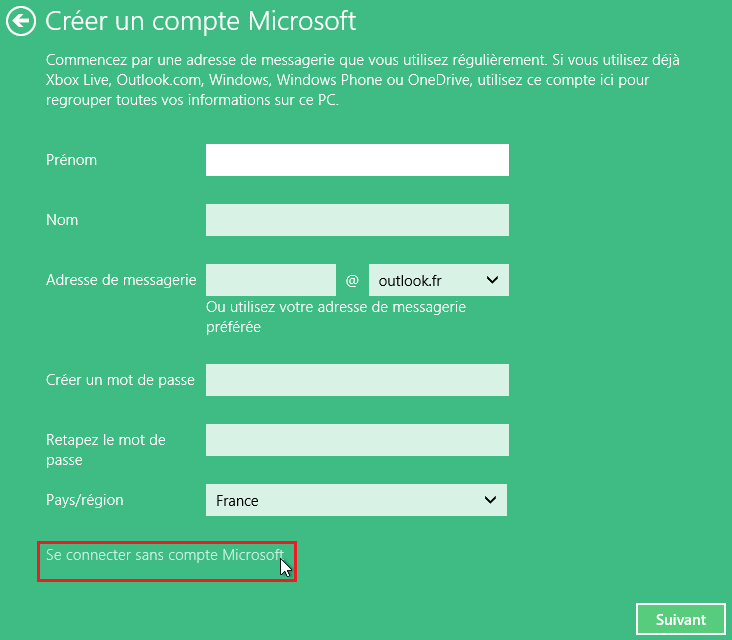 Créer un compte Microsoft
Commencez par une adresse de messagerie que vous utilisez régulièrement. Si vous utilisez déjà
Xbox Live, Outlook.com, Windows, Windows Phone ou OneDrive, utilisez ce compte ici pour
regrouper toutes vos informations sur ce PC.
Prénom
Nom
Adresse de messagerie @ outlook.fr
Ou utilisez votre adresse de messagerie
préférée
Créer un mot de passe
Retapez le mot de
passe
Pays/région France
Se connecter sans compte Microsoft
Suivant